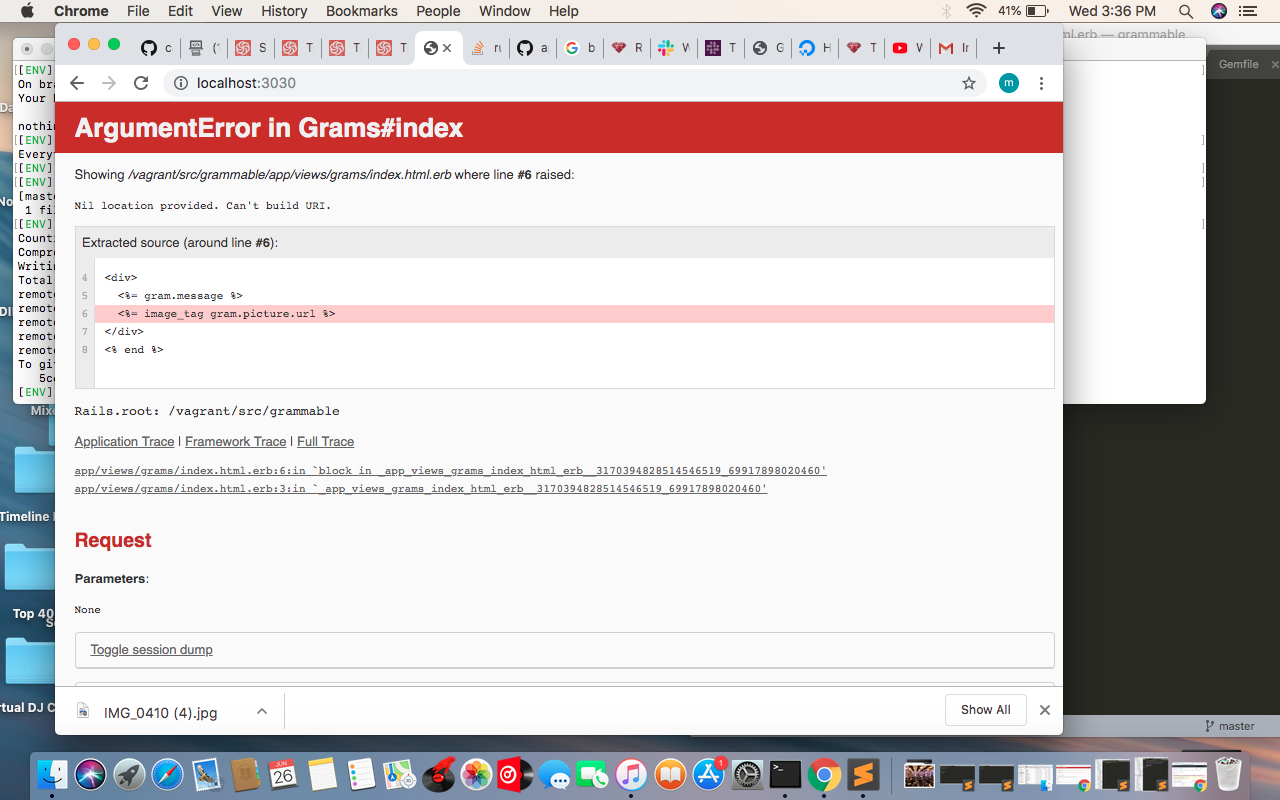 Chrome File Edit View History Bookmarks People Window Help 41% Wed 3:36 PM
ml.erb — grammable
Gemfile
localhost:3030
m
ArgumentError in Grams#index
Showing /vagrant/src/grammable/app/views/grams/index.html.erb where line #6 raised:
Nil location provided. Can't build URI.
Extracted source (around line #6):
4 <div>
5 <%= gram.message %>
6 <%= image_tag gram.picture.url %>
7 </div>
8 <% end %>
Rails.root: /vagrant/src/grammable
Application Trace | Framework Trace | Full Trace
app/views/grams/index.html.erb:6:in `block in _app_views_grams_index_html_erb__3170394828514546519_69917898020460'
app/views/grams/index.html.erb:3:in `_app_views_grams_index_html_erb__3170394828514546519_69917898020460'
Request
Parameters:
None
Toggle session dump
IMG_0410 (4).jpg
Show All
[[ENV]
On bra
Your
nothin
[[ENV]
Every
[[ENV]
[[ENV]
[mast
1 fi
[[ENV]
Count
Compr
Writi
Total
remot
remot
remot
remot
remot
To gi
5c
[ENV]
Mix
Timeline
Top 40
rtual DJ C
master
JUN
26
1